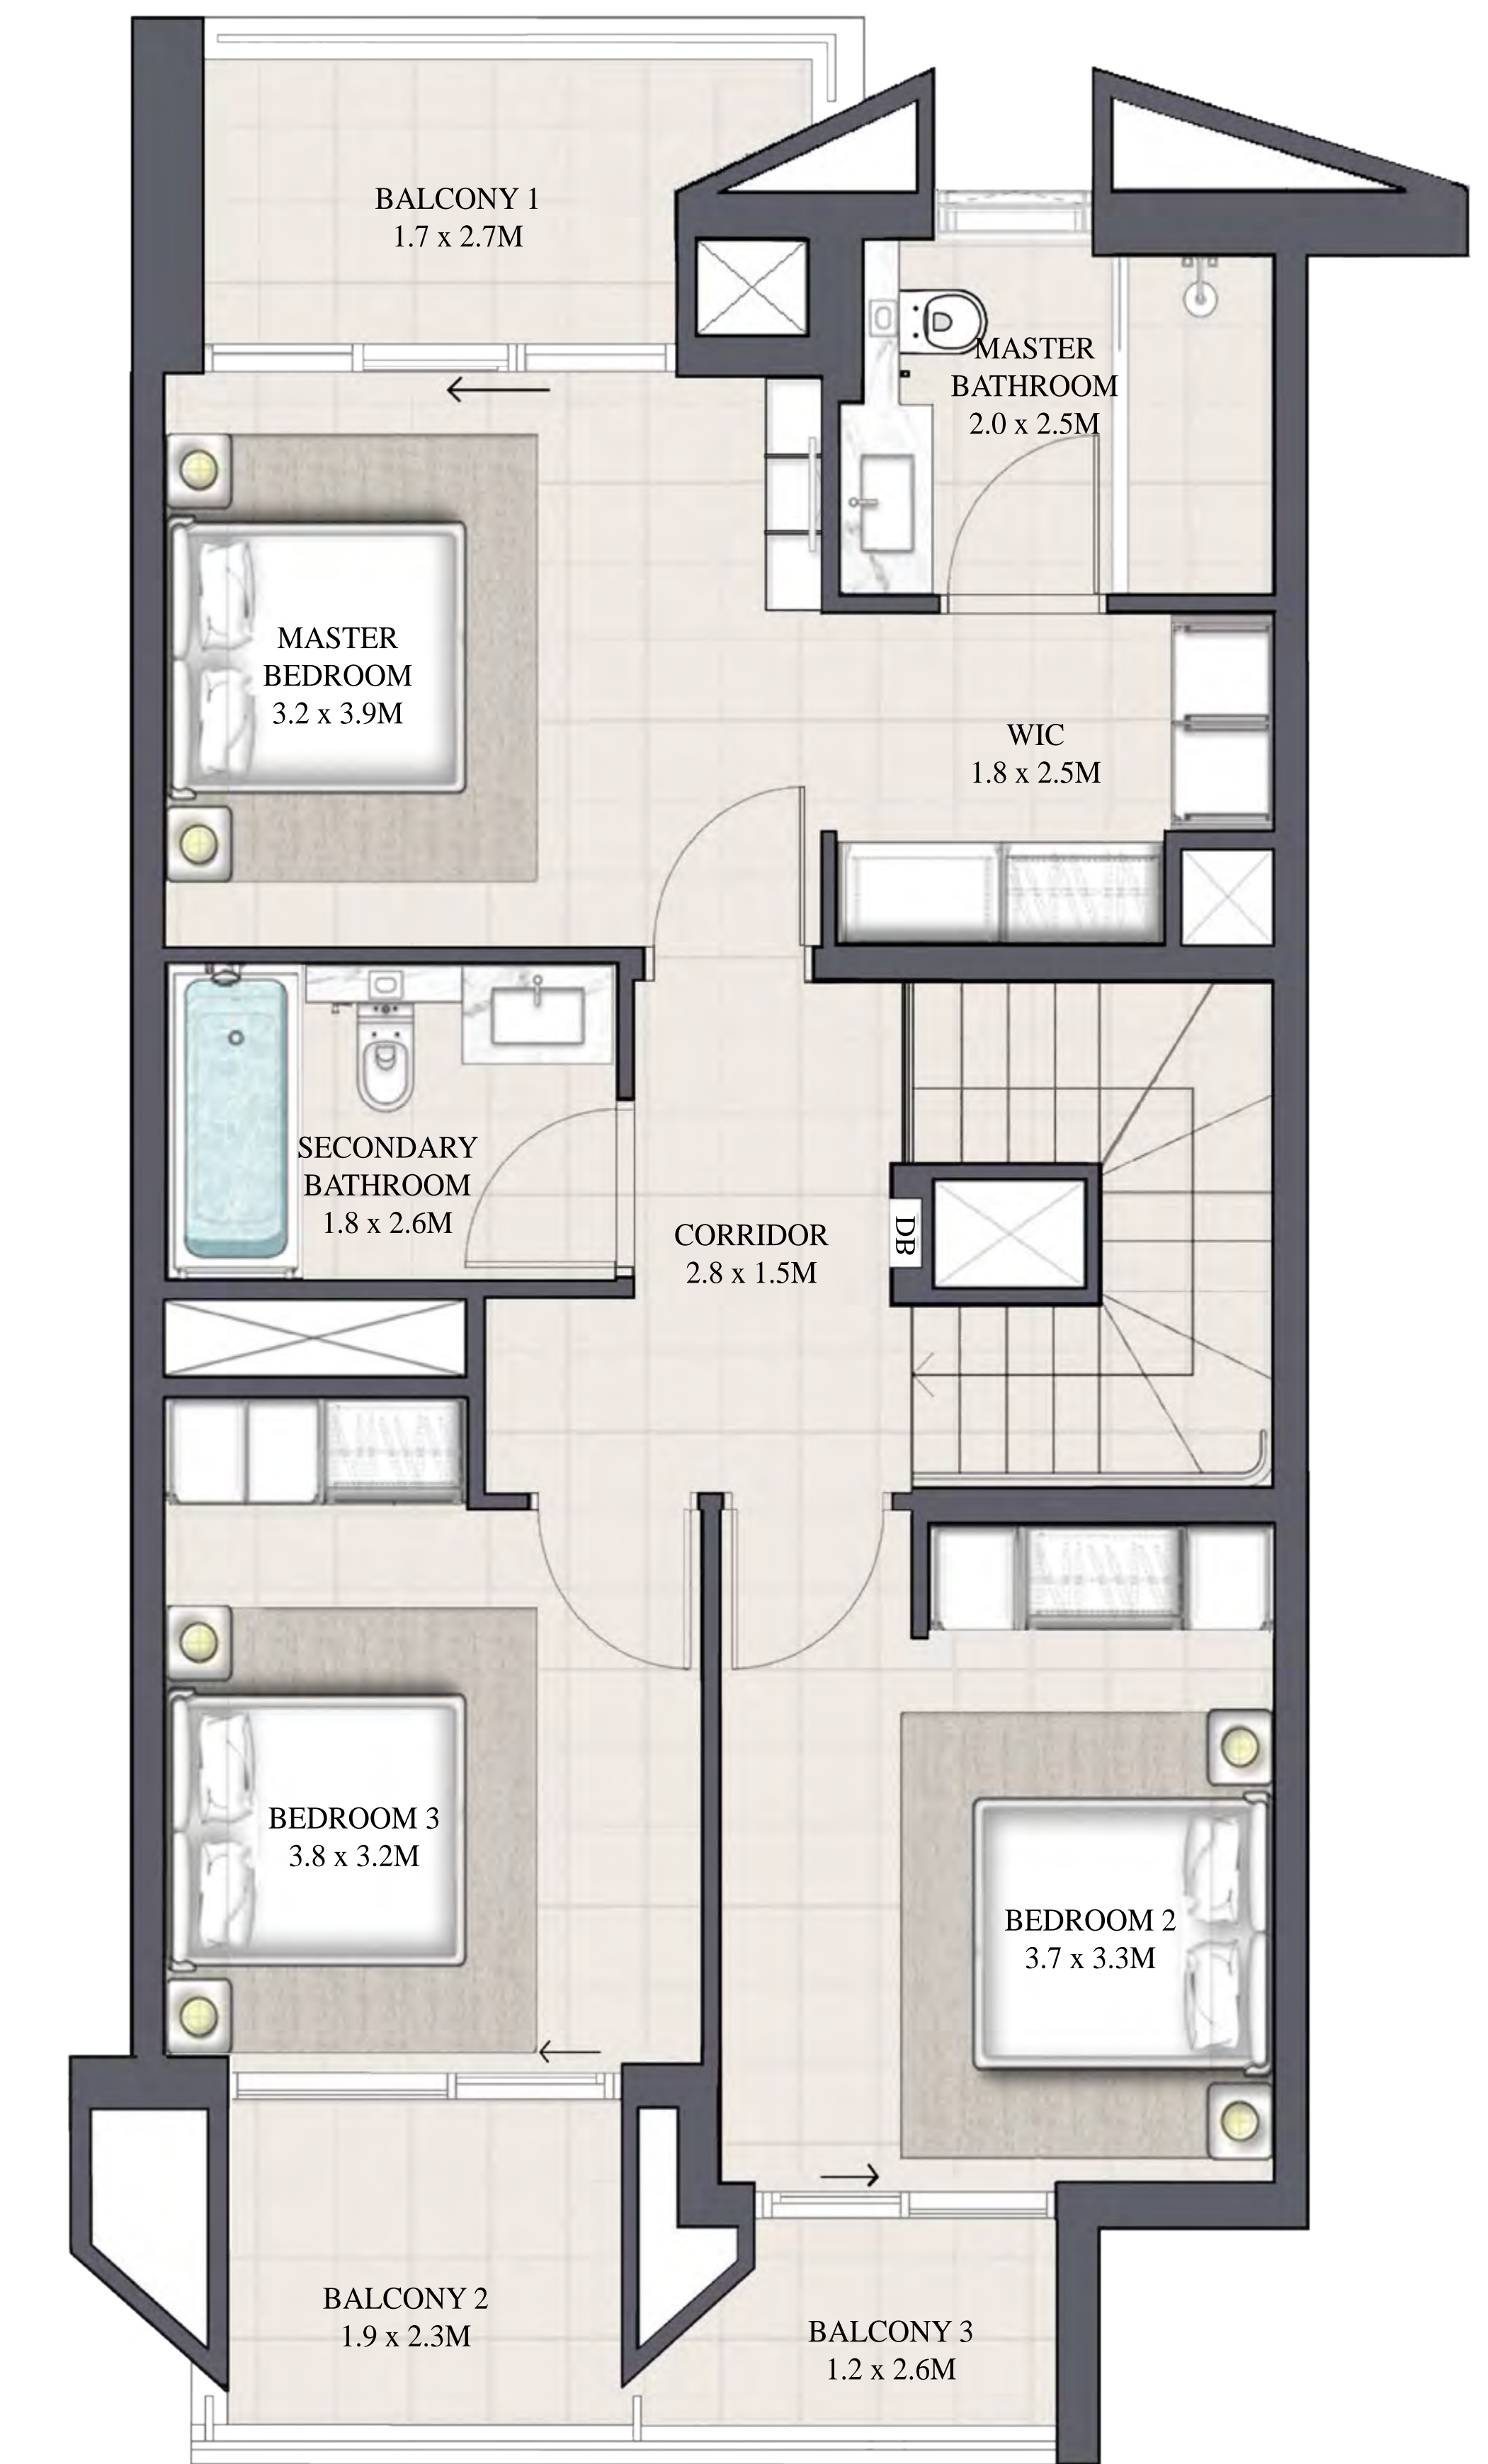 BALCONY 1
1.7 x 2.7M
MASTER
BATHROOM
2.0 x 2.5M
MASTER
BEDROOM
3.2 x 3.9M
WIC
1.8 x 2.5M
SECONDARY
BATHROOM
1.8 x 2.6M
CORRIDOR
2.8 x 1.5M
DB
BEDROOM 3
3.8 x 3.2M
BEDROOM 2
3.7 x 3.3M
BALCONY 2
1.9 x 2.3M
BALCONY 3
1.2 x 2.6M